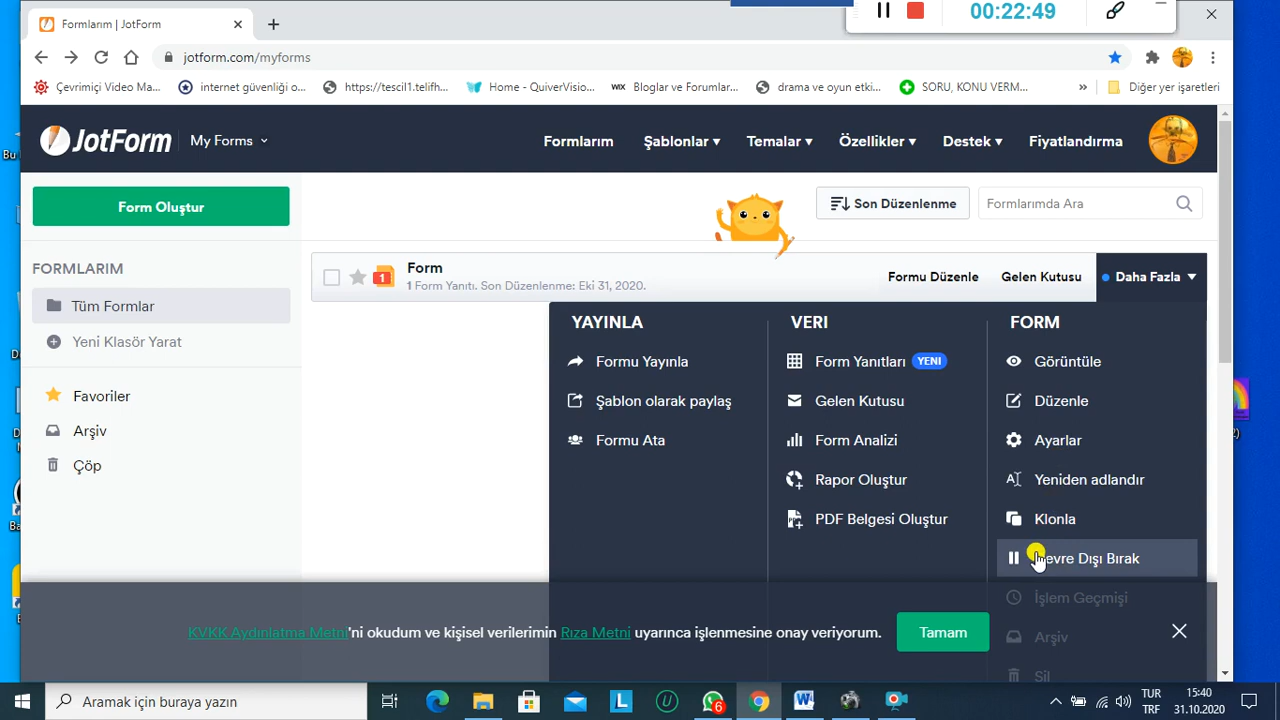 00:22:49
Formlarım | JotForm
jotform.com/myforms
Çevrimiçi Video Ma...
internet güvenliği o...
https://tescil1.telifh...
Home - QuiverVisio...
WIX Bloglar ve Forumlar...
drama ve oyun etki...
SORU, KONU VERM...
»
Diğer yer işaretleri
JotForm
My Forms
Formlarım
Şablonlar
Temalar
Özellikler
Destek
Fiyatlandırma
Form Oluştur
Son Düzenlenme
Formlarımda Ara
FORMLARIM
Tüm Formlar
Yeni Klasör Yarat
Favoriler
Arşiv
Çöp
1
Form
1 Form Yanıtı. Son Düzenleme: Eki 31, 2020.
Formu Düzenle
Gelen Kutusu
Daha Fazla
YAYINLA
Formu Yayınla
Şablon olarak paylaş
Formu Ata
VERI
Form Yanıtları YENİ
Gelen Kutusu
Form Analizi
Rapor Oluştur
PDF Belgesi Oluştur
FORM
Görüntüle
Düzenle
Ayarlar
Yeniden adlandır
Klonla
evre Dışı Bırak
İşlem Geçmişi
Arşiv
Sil
KVKK Aydınlatma Metni'ni okudum ve kişisel verilerimin Rıza Metni uyarınca işlenmesine onay veriyorum.
Tamam
Aramak için buraya yazın
6
TUR
TRF
15:40
31.10.2020